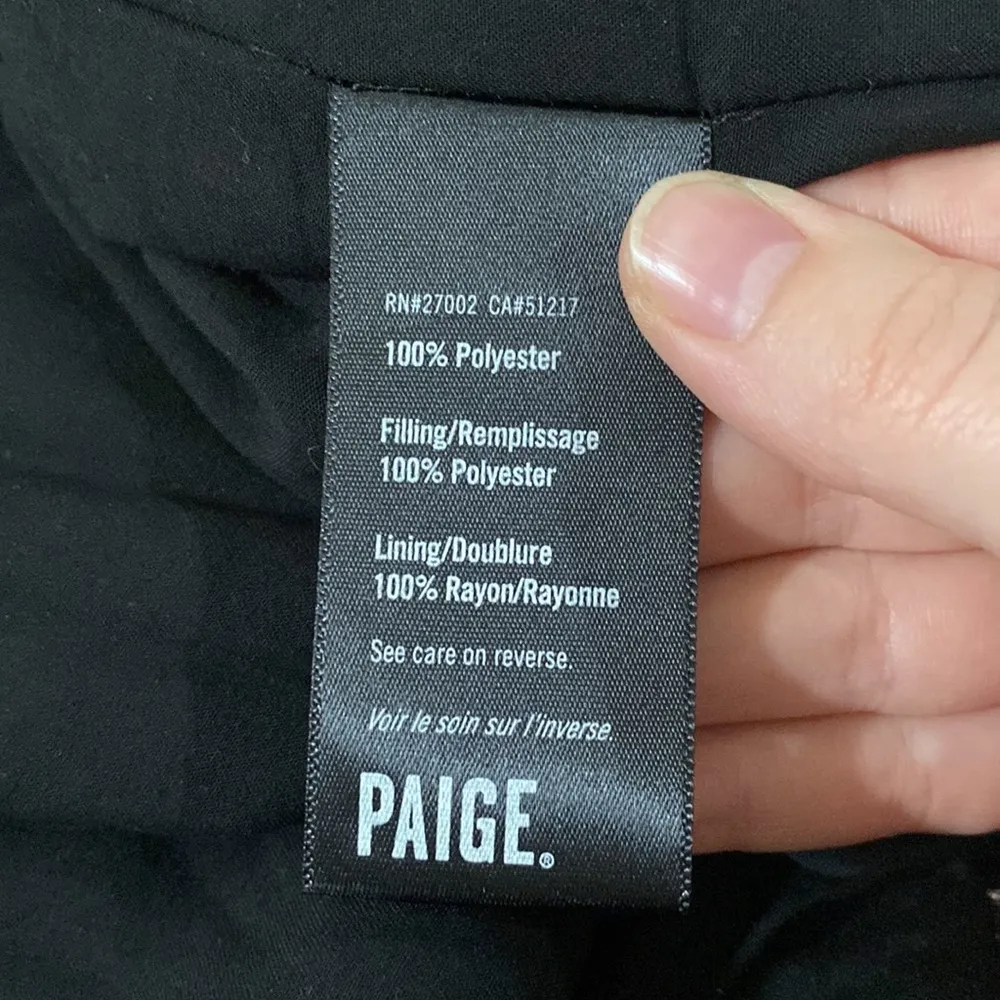 RN#27002 CA#51217
100% Polyester
Filling/Remplissage
100% Polyester
Lining/Doublure
100% Rayon/Rayonne
See care on reverse.
Voir le soin sur l'inverse.
PAIGE®